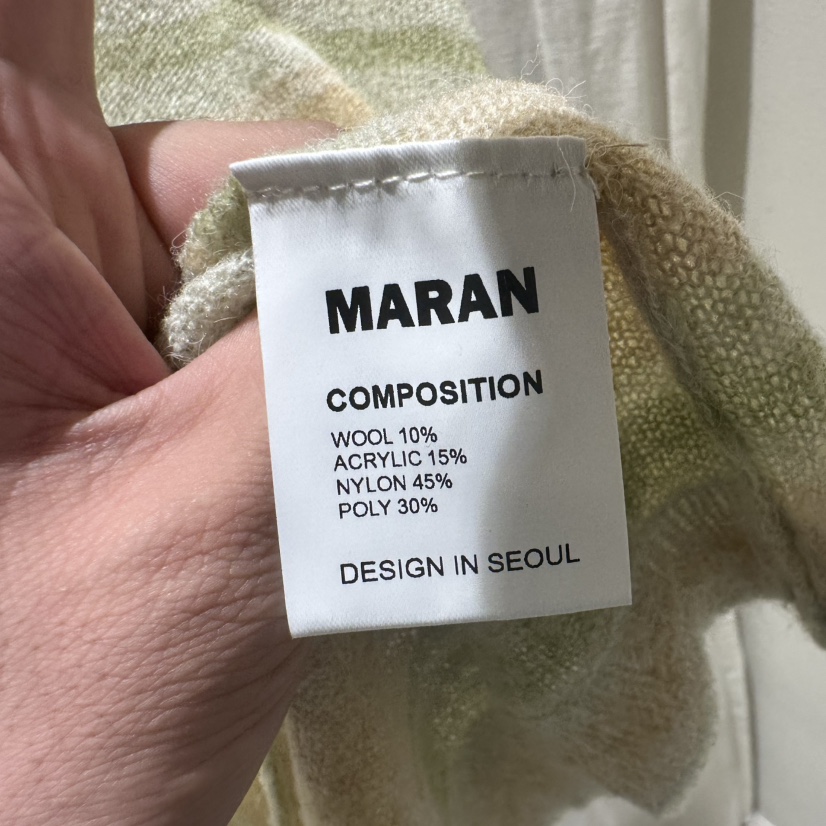 MARAN
COMPOSITION
WOOL 10%
ACRYLIC 15%
NYLON 45%
POLY 30%
DESIGN IN SEOUL